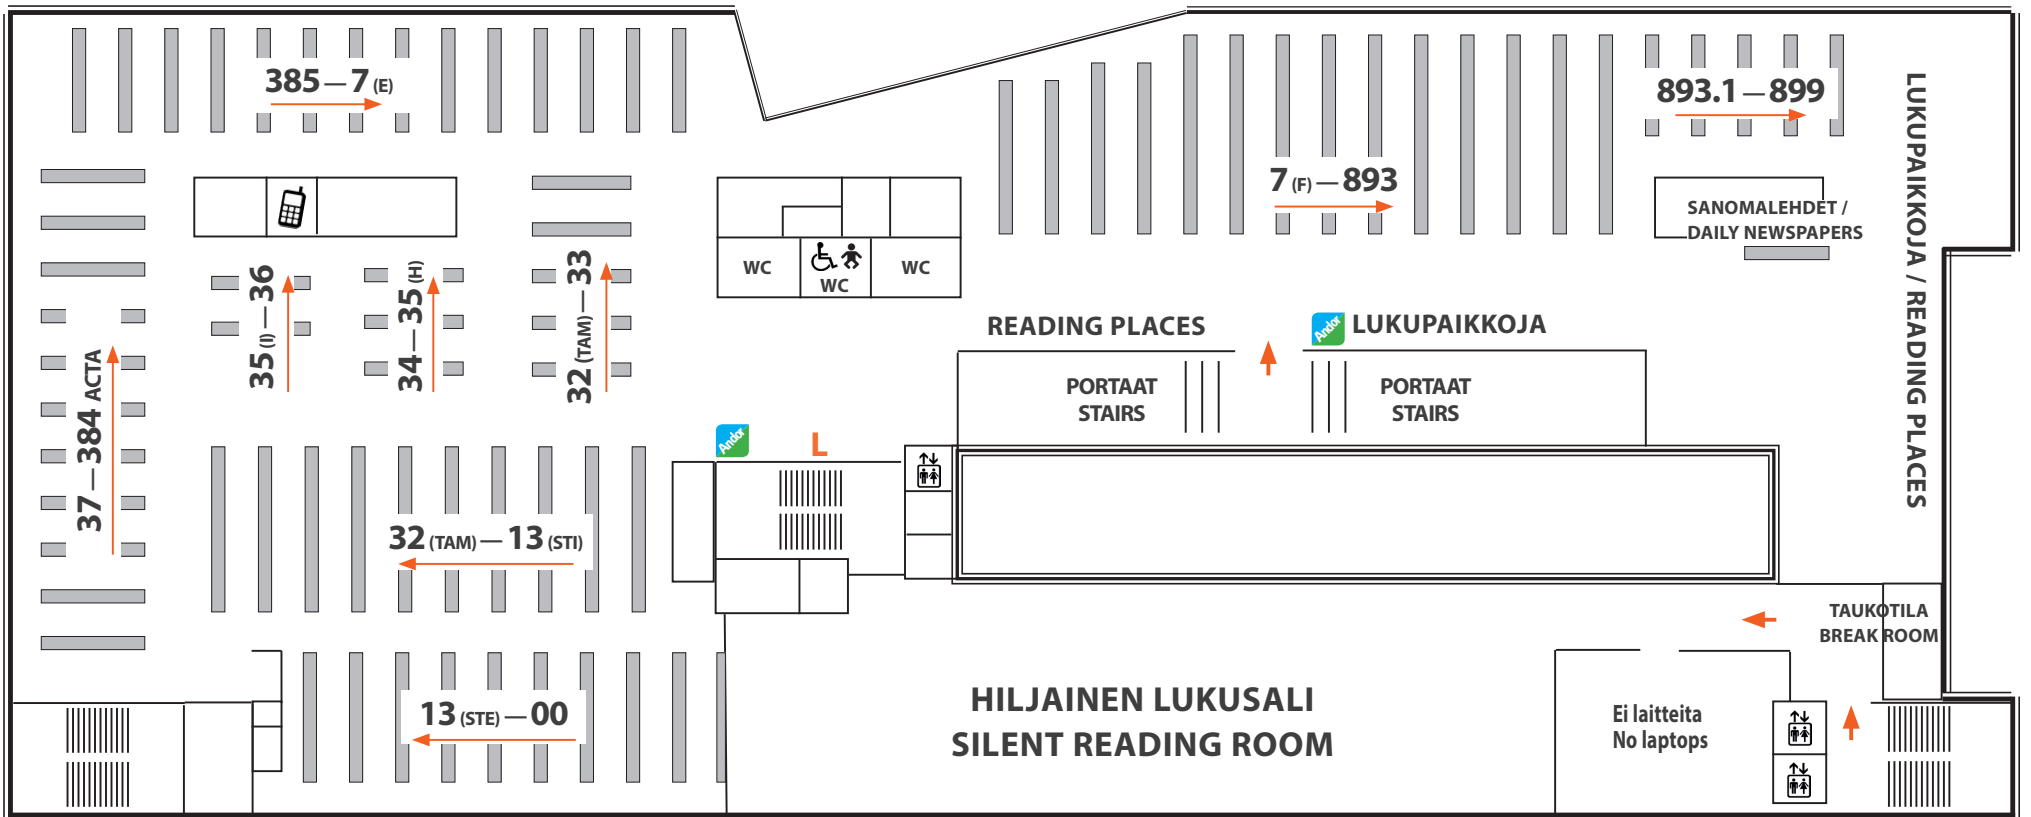 385 — 7 (E)
893.1 — 899
7 (F) — 893
LUKUPAIKKOJA / READING PLACES
SANOMALEHDET /
DAILY NEWSPAPERS
WC
WC
WC
35 (I) — 36
34 — 35 (H)
32 (TAM) — 33
37 — 384 ACTA
READING PLACES
Andor
LUKUPAIKKOJA
PORTAAT
STAIRS
PORTAAT
STAIRS
Andor
L
32 (TAM) — 13 (STI)
13 (STE) — 00
TAUKOTILA
BREAK ROOM
HILJAINEN LUKUSALI
SILENT READING ROOM
Ei laitteita
No laptops